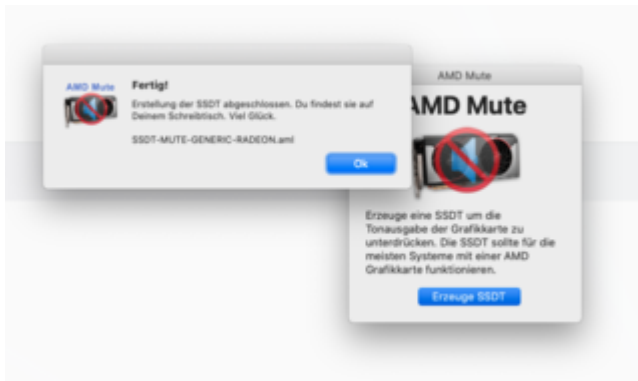 AMD Mute
Fertig!
Erstellung der SSDT abgeschlossen. Du findest sie auf
Deinem Schreibtisch. Viel Glück.
SSDT-MUTE-GENERIC-RADEON.aml
Ok
AMD Mute
AMD Mute
Erzeuge eine SSDT um die
Tonausgabe der Grafikkarte zu
unterdrücken. Die SSDT sollte für die
meisten Systeme mit einer AMD
Grafikkarte funktionieren.
Erzeuge SSDT